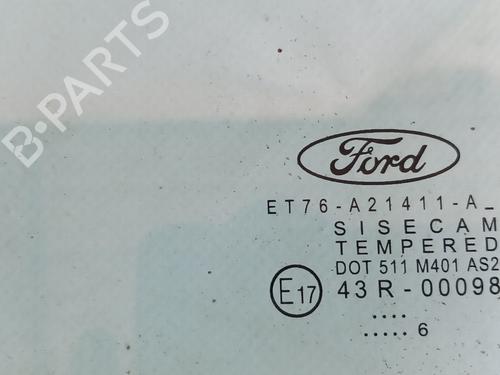 B-PARTS
Ford
ET76-A21411-A_
SISECAM
TEMPERED
DOT 511 M401 AS2
E17 43R-00098
....
..... 6